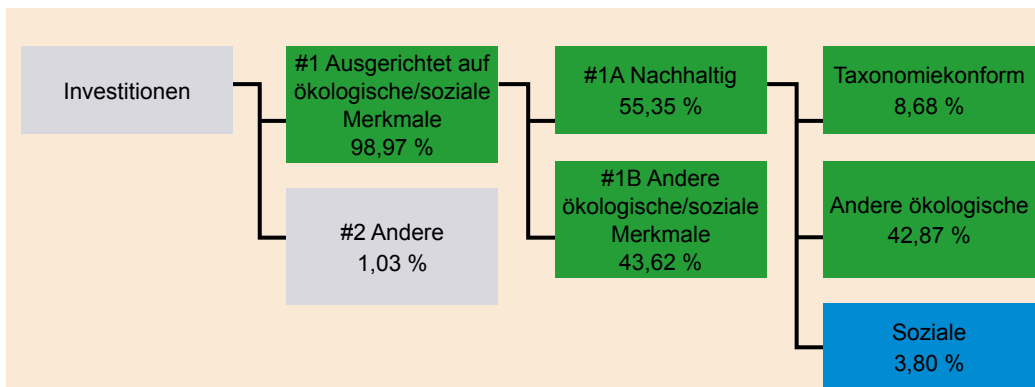 Investitionen
#1 Ausgerichtet auf
ökologische/soziale
Merkmale
98,97 %
#2 Andere
1,03 %
#1A Nachhaltig
55,35 %
#1B Andere
ökologische/soziale
Merkmale
43,62 %
Taxonomiekonform
8,68 %
Andere ökologische
42,87 %
Soziale
3,80 %